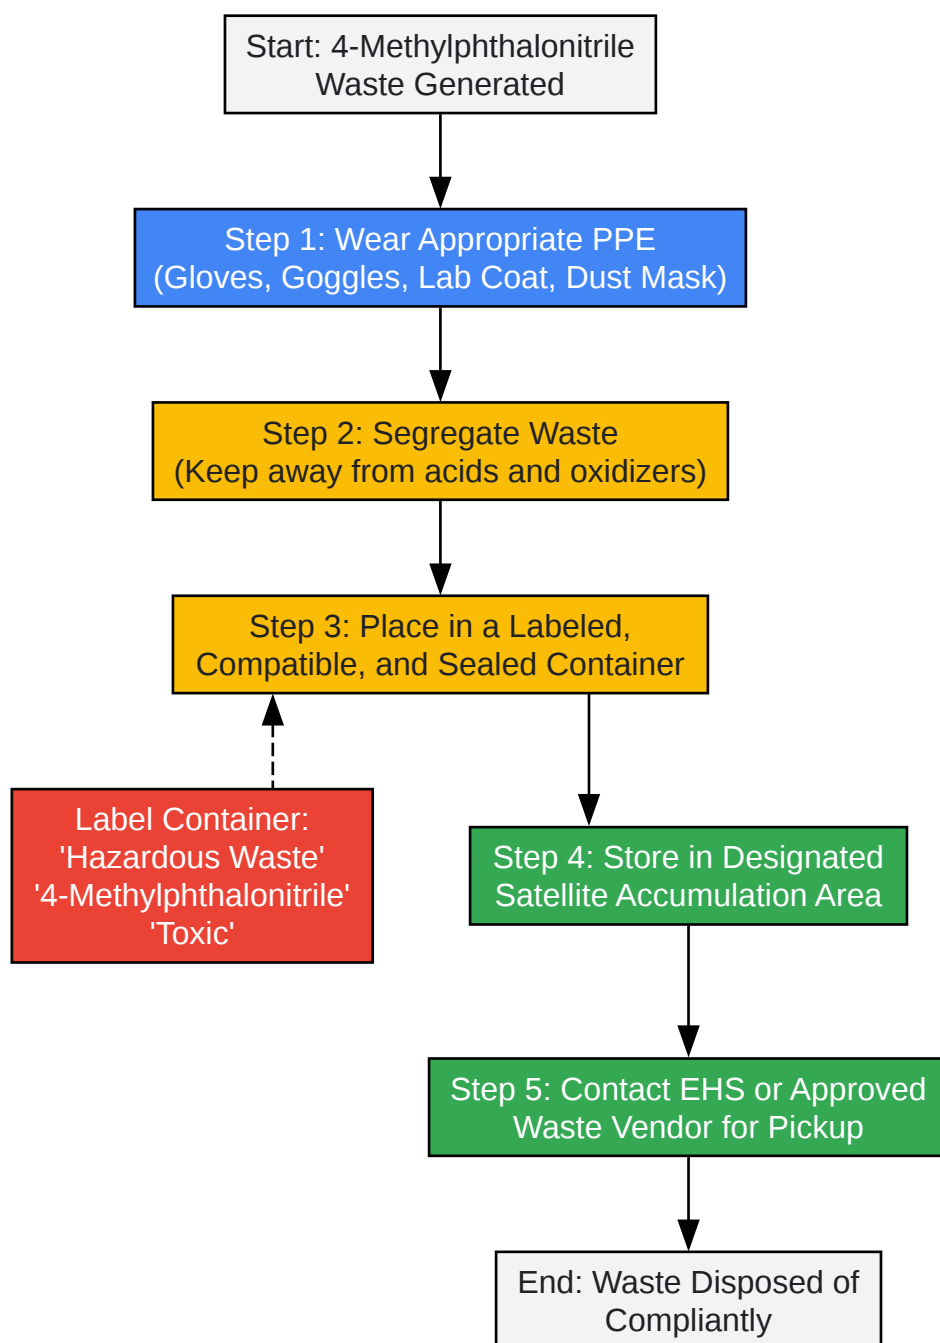 Start: 4-Methylphthalonitrile
Waste Generated
Step 1: Wear Appropriate PPE
(Gloves, Goggles, Lab Coat, Dust Mask)
Step 2: Segregate Waste
(Keep away from acids and oxidizers)
Step 3: Place in a Labeled,
Compatible, and Sealed Container
Label Container:
'Hazardous Waste'
'4-Methylphthalonitrile'
'Toxic'
Step 4: Store in Designated
Satellite Accumulation Area
Step 5: Contact EHS or Approved
Waste Vendor for Pickup
End: Waste Disposed of
Compliantly